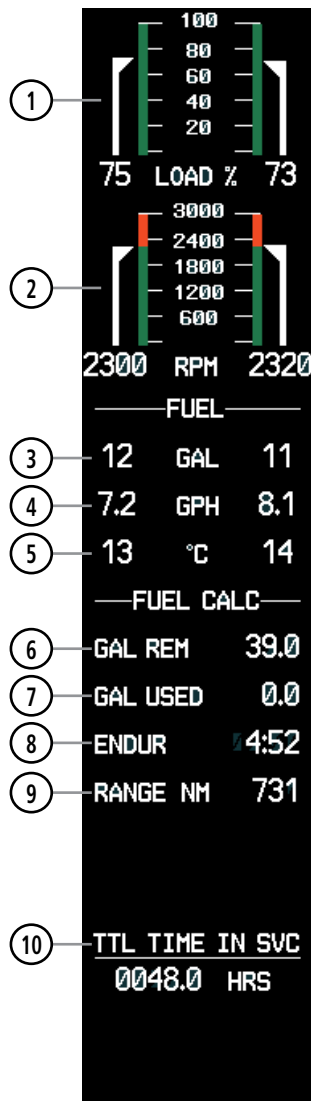 100
80
60
1
40
20
75 LOAD % 73
3000
2400
1800
2
1200
600
2300 RPM 2320
FUEL
3 12 GAL 11
4 7.2 GPH 8.1
5 13 °C 14
FUEL CALC
6 GAL REM 39.0
7 GAL USED 0.0
8 ENDUR 04:52
9 RANGE NM 731
10 TTL TIME IN SVC
0048.0 HRS